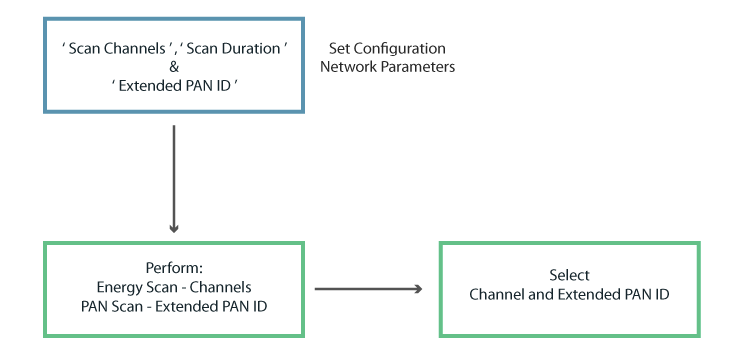 ‘ Scan Channels ’ , ‘ Scan Duration ’
&
‘ Extended PAN ID ’
Set Configuration
Network Parameters
Perform:
Energy Scan - Channels
PAN Scan - Extended PAN ID
Select
Channel and Extended PAN ID